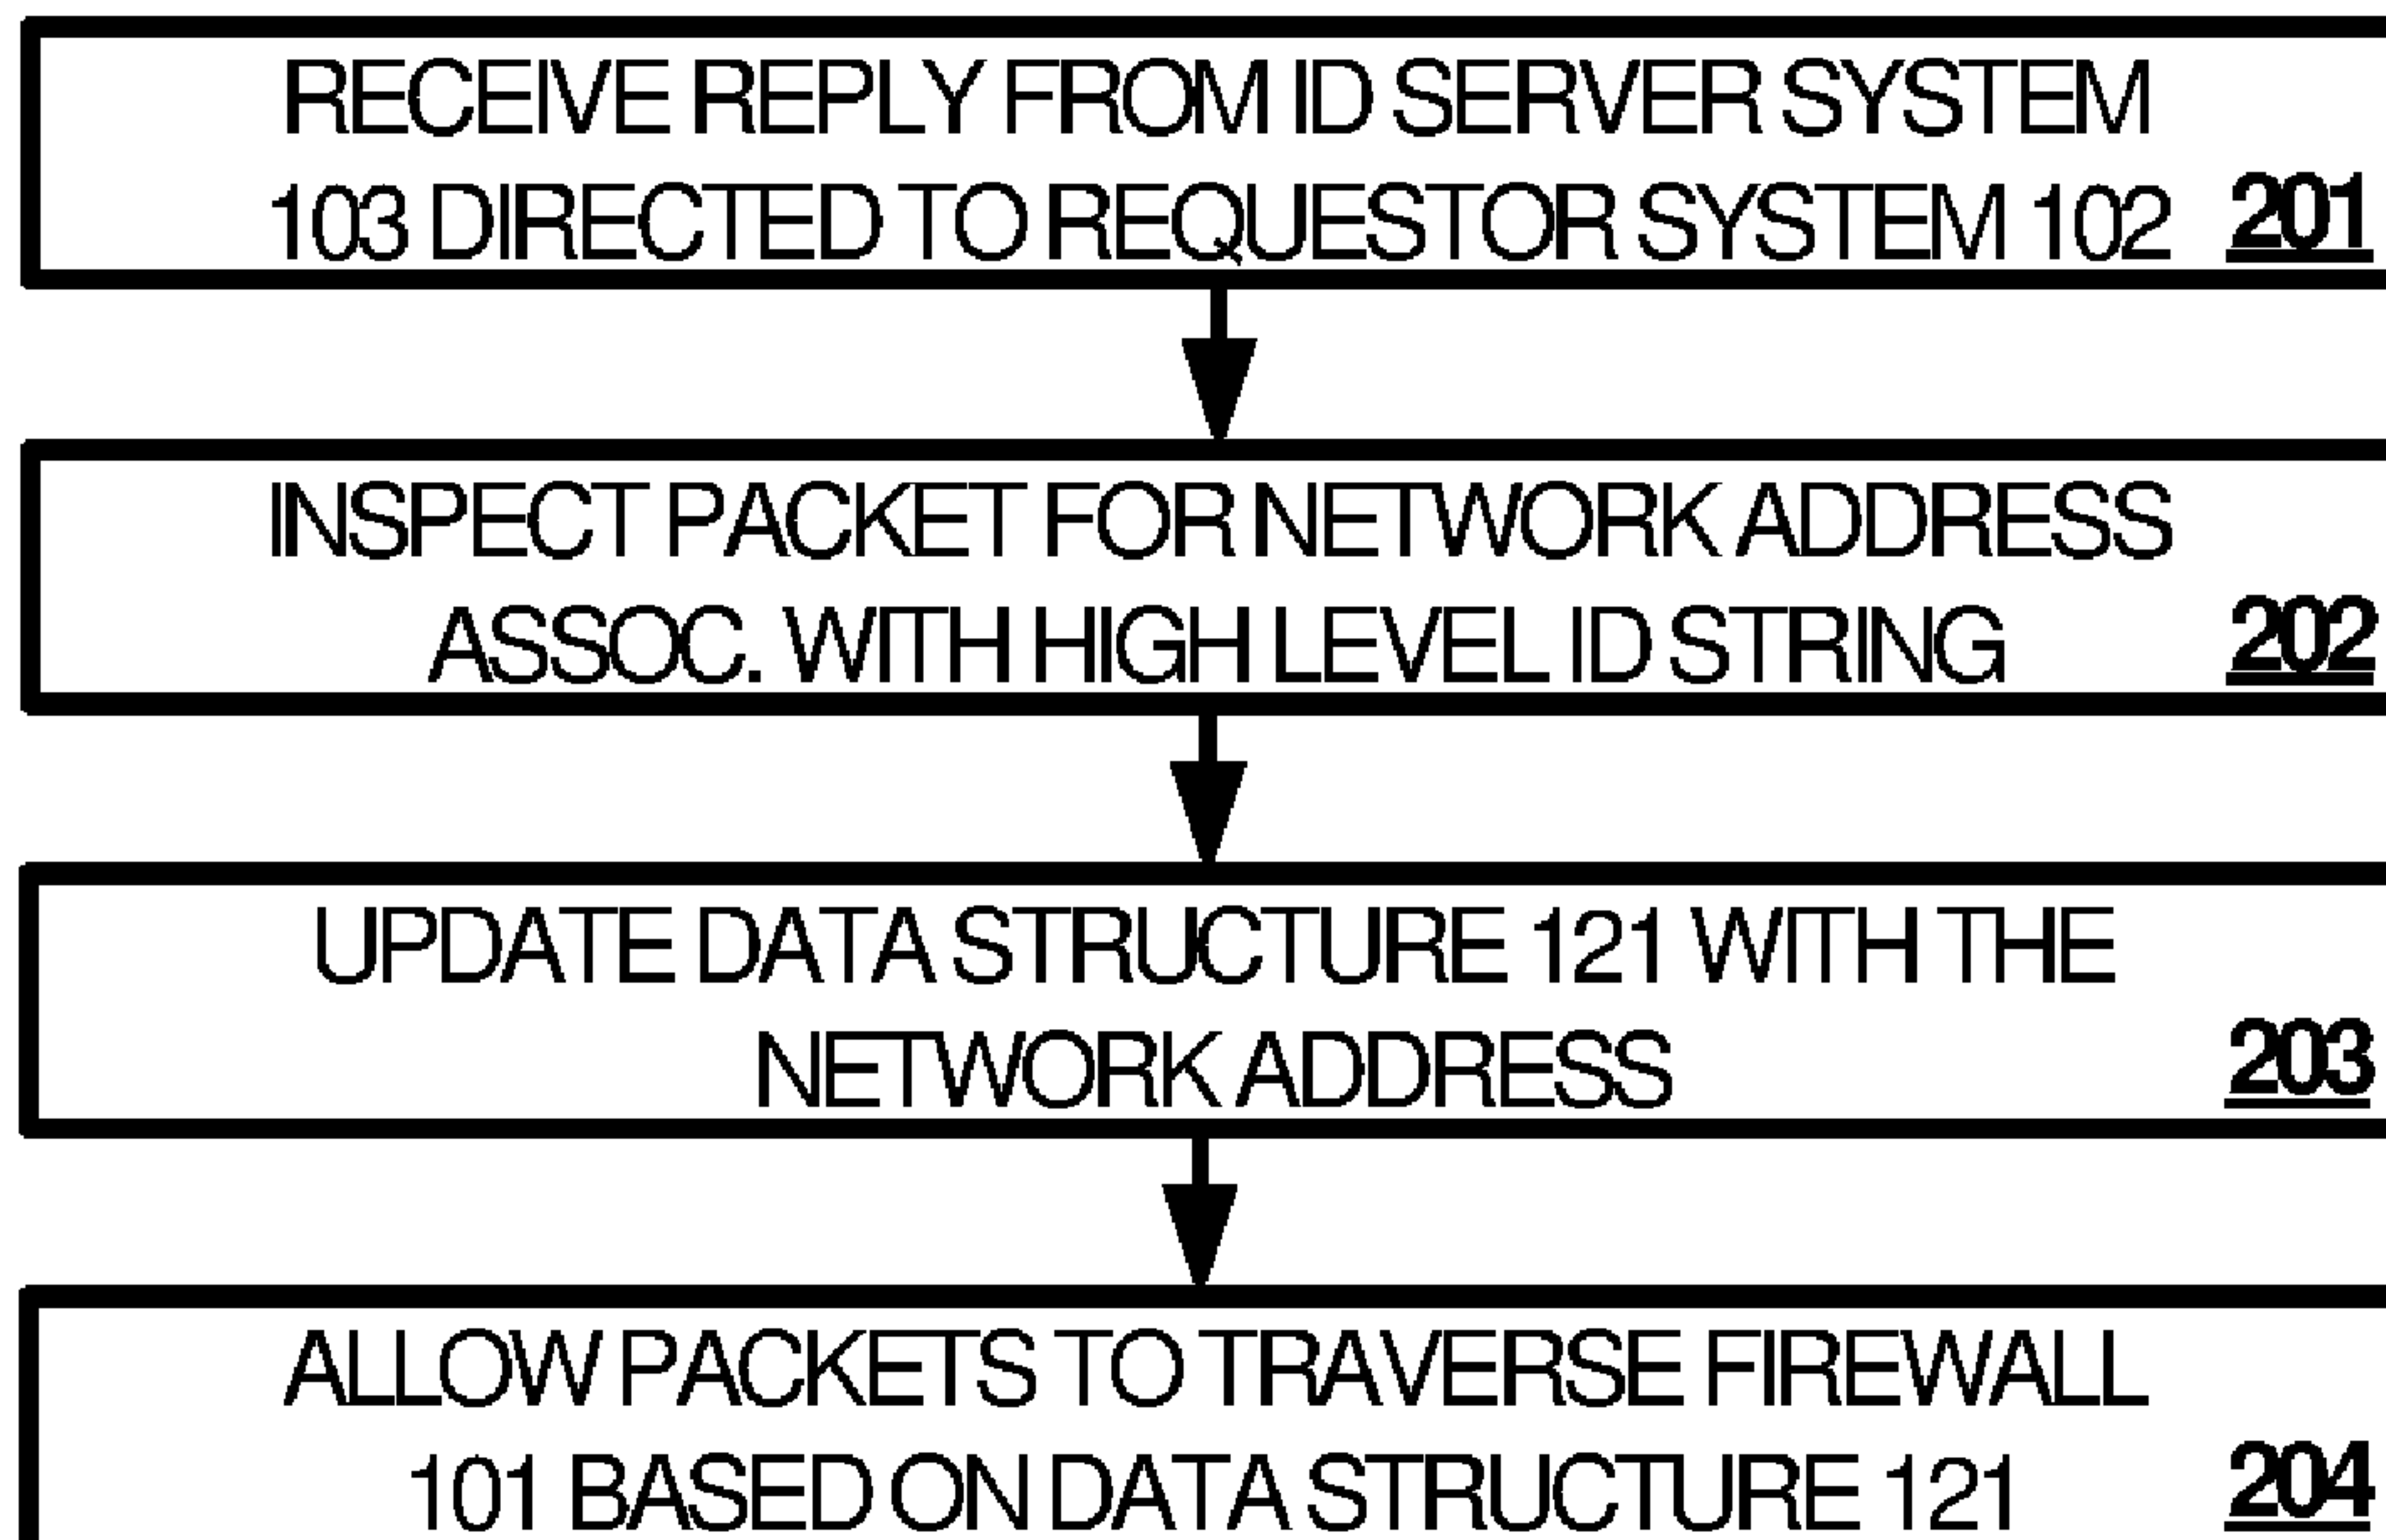 RECEIVE REPLY FROM ID SERVER SYSTEM
103 DIRECTED TO REQUESTOR SYSTEM 102 201
INSPECT PACKET FOR NETWORK ADDRESS
ASSOC. WITH HIGH LEVEL ID STRING 202
UPDATE DATA STRUCTURE 121 WITH THE
NETWORK ADDRESS 203
ALLOW PACKETS TO TRAVERSE FIREWALL
101 BASED ON DATA STRUCTURE 121 204